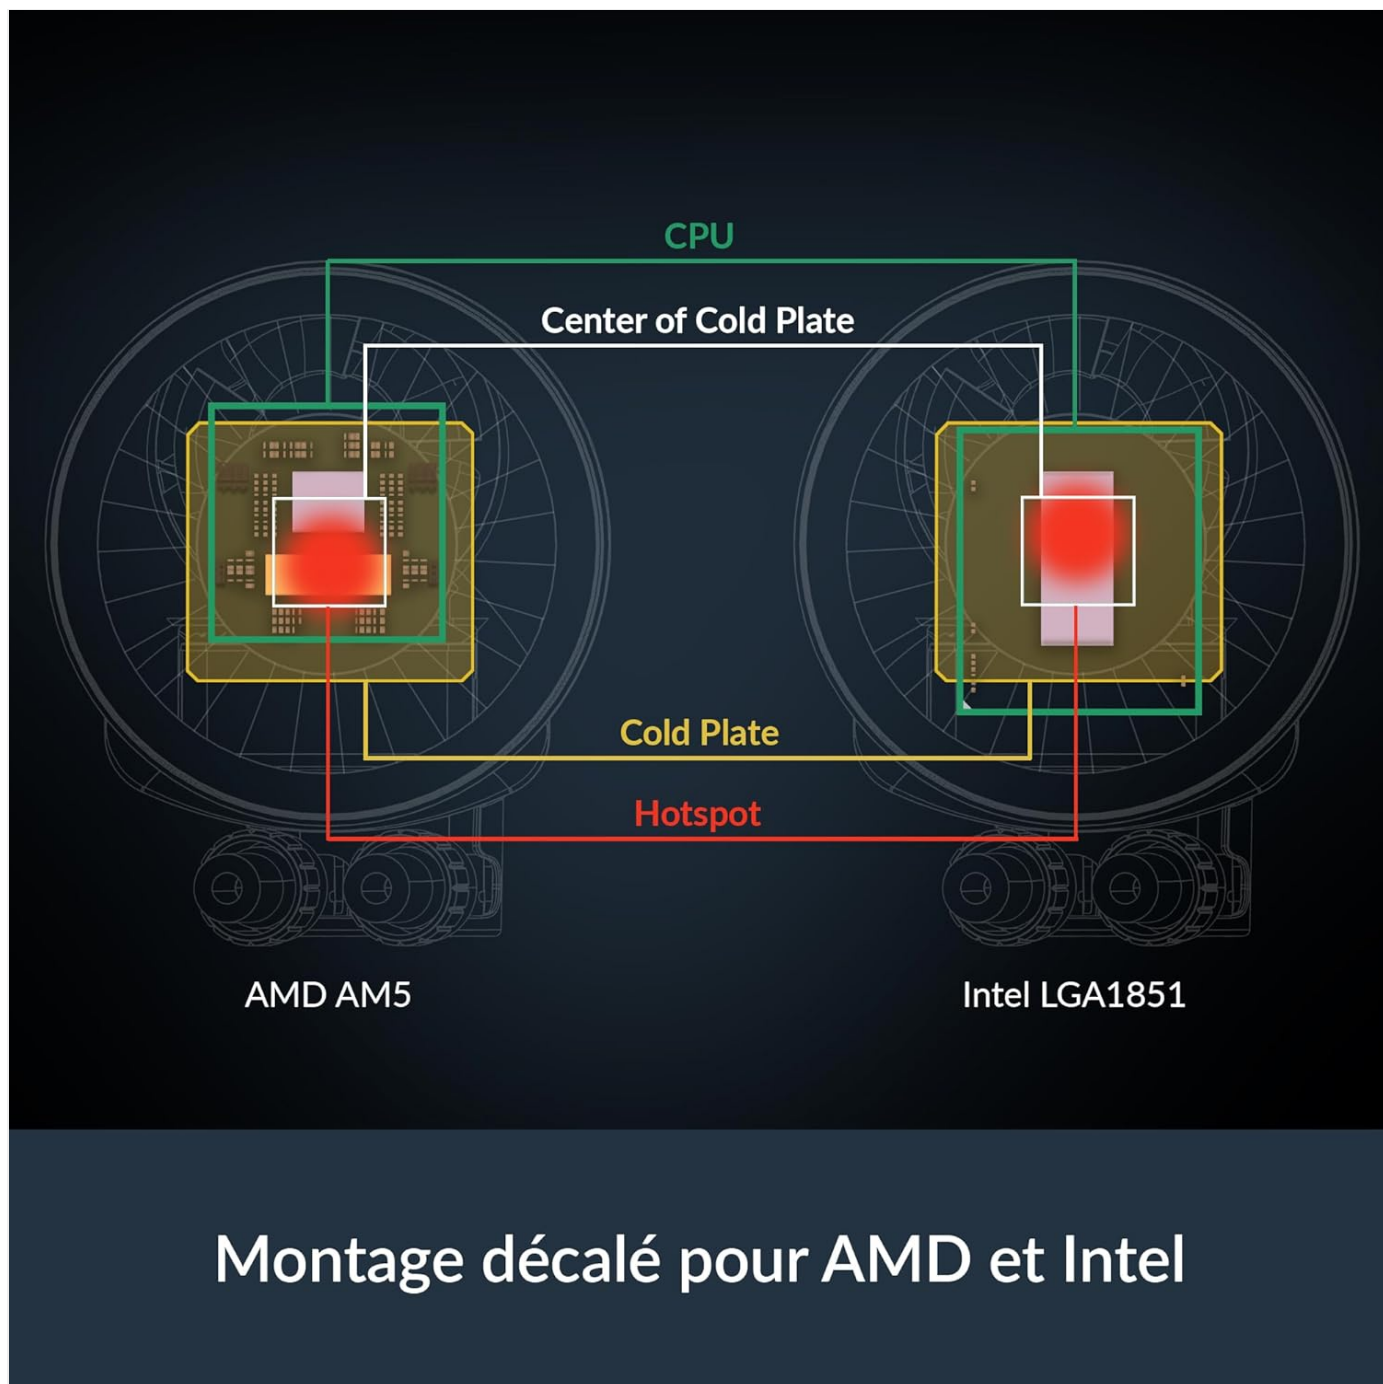 CPU
Center of Cold Plate
Cold Plate
Hotspot
AMD AM5
Intel LGA1851
Montage décalé pour AMD et Intel